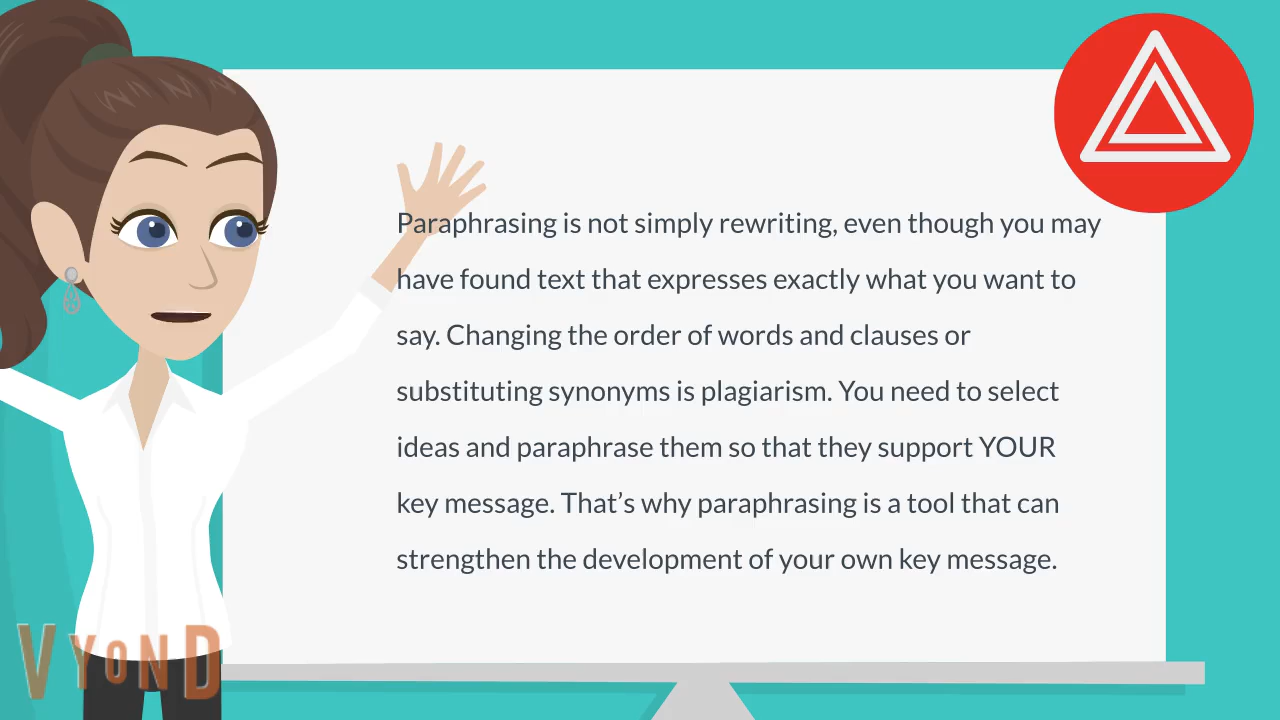 Paraphrasing is not simply rewriting, even though you may
have found text that expresses exactly what you want to
say. Changing the order of words and clauses or
substituting synonyms is plagiarism. You need to select
ideas and paraphrase them so that they support YOUR
key message. That’s why paraphrasing is a tool that can
strengthen the development of your own key message.
VYOND